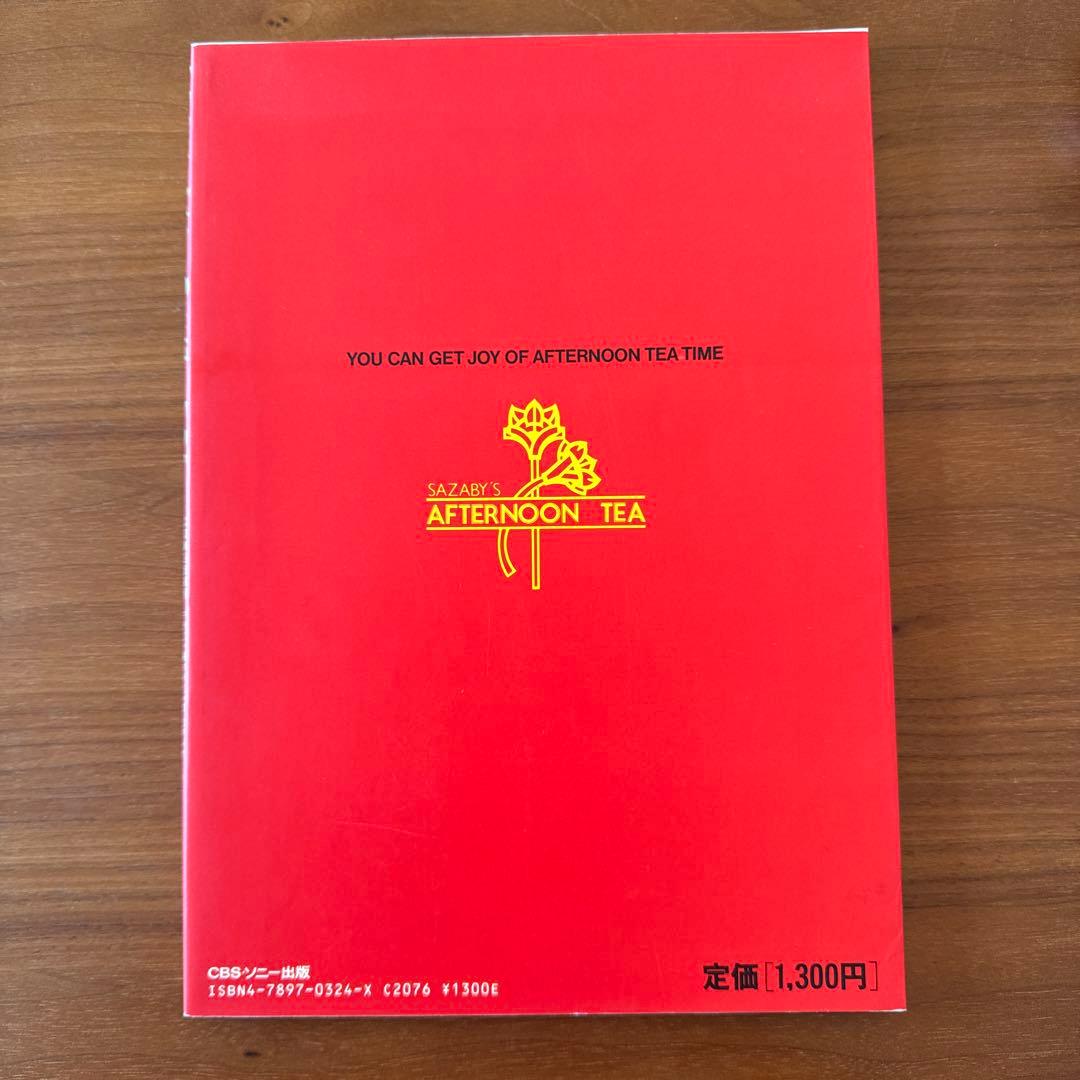 YOU CAN GET JOY OF AFTERNOON TEA TIME
SAZABY'S
AFTERNOON TEA
CBS・ソニー出版
ISBN4-7897-0324-X C2076 ¥1300E
定価[1,300円]